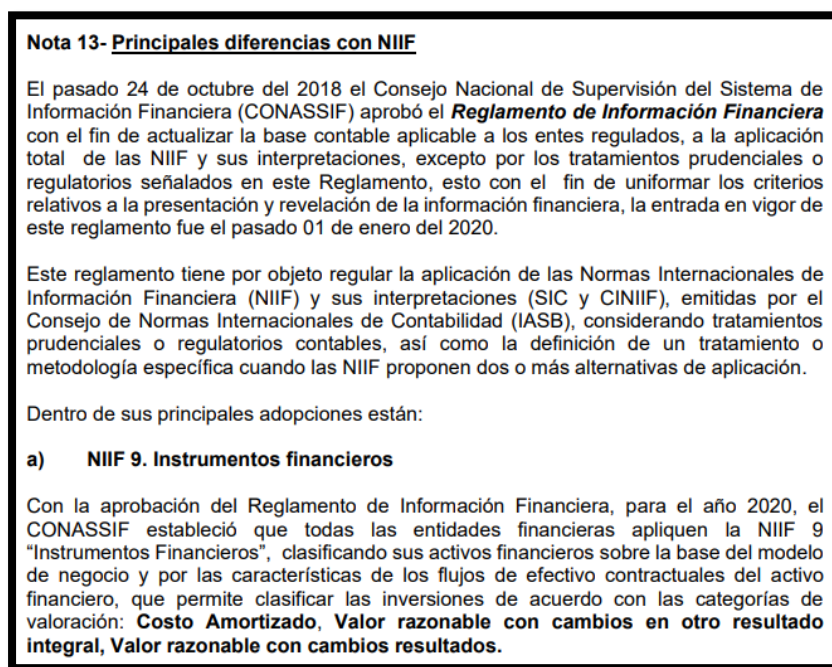 Nota 13- Principales diferencias con NIIF
El pasado 24 de octubre del 2018 el Consejo Nacional de Supervisión del Sistema de
Información Financiera (CONASSIF) aprobó el Reglamento de Información Financiera
con el fin de actualizar la base contable aplicable a los entes regulados, a la aplicación
total de las NIIF y sus interpretaciones, excepto por los tratamientos prudenciales o
regulatorios señalados en este Reglamento, esto con el fin de uniformar los criterios
relativos a la presentación y revelación de la información financiera, la entrada en vigor de
este reglamento fue el pasado 01 de enero del 2020.
Este reglamento tiene por objeto regular la aplicación de las Normas Internacionales de
Información Financiera (NIIF) y sus interpretaciones (SIC y CINIIF), emitidas por el
Consejo de Normas Internacionales de Contabilidad (IASB), considerando tratamientos
prudenciales o regulatorios contables, así como la definición de un tratamiento o
metodología específica cuando las NIIF proponen dos o más alternativas de aplicación.
Dentro de sus principales adopciones están:
a) NIIF 9. Instrumentos financieros
Con la aprobación del Reglamento de Información Financiera, para el año 2020, el
CONASSIF estableció que todas las entidades financieras apliquen la NIIF 9
“Instrumentos Financieros”, clasificando sus activos financieros sobre la base del modelo
de negocio y por las características de los flujos de efectivo contractuales del activo
financiero, que permite clasificar las inversiones de acuerdo con las categorías de
valoración: Costo Amortizado, Valor razonable con cambios en otro resultado
integral, Valor razonable con cambios resultados.